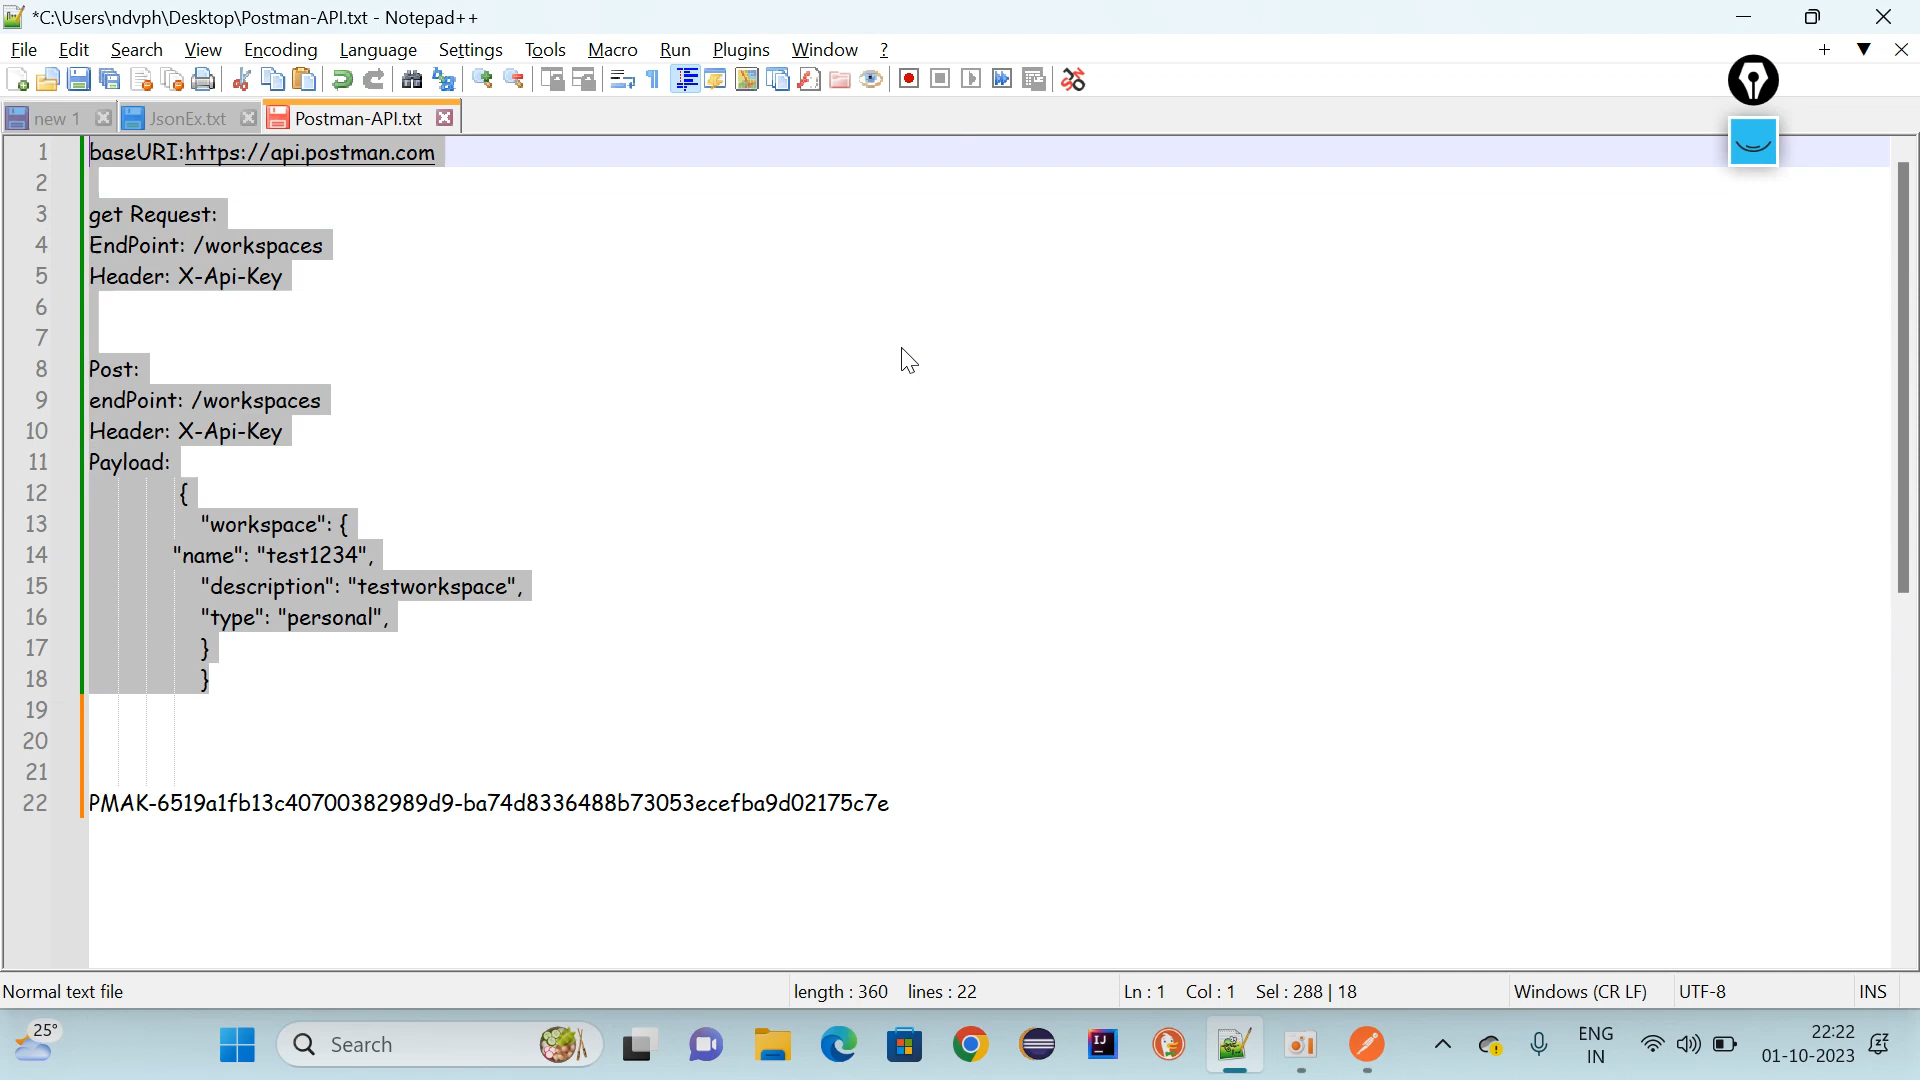 *C:\Users\ndvph\Desktop\Postman-API.txt - Notepad++
File Edit Search View Encoding Language Settings Tools Macro Run Plugins Window ?
new 1 JsonEx.txt Postman-API.txt
1 baseURI:https://api.postman.com
2
3 get Request:
4 EndPoint: /workspaces
5 Header: X-Api-Key
6
7
8 Post:
9 endPoint: /workspaces
10 Header: X-Api-Key
11 Payload:
12 {
13 "workspace": {
14 "name": "test1234",
15 "description": "testworkspace",
16 "type": "personal",
17 }
18 }
19
20
21
22 PMAK-6519a1fb13c40700382989d9-ba74d8336488b73053ecefba9d02175c7e
Normal text file length : 360 lines : 22 Ln : 1 Col : 1 Sel : 288 | 18 Windows (CR LF) UTF-8 INS
25° Search ENG IN 22:22
01-10-2023